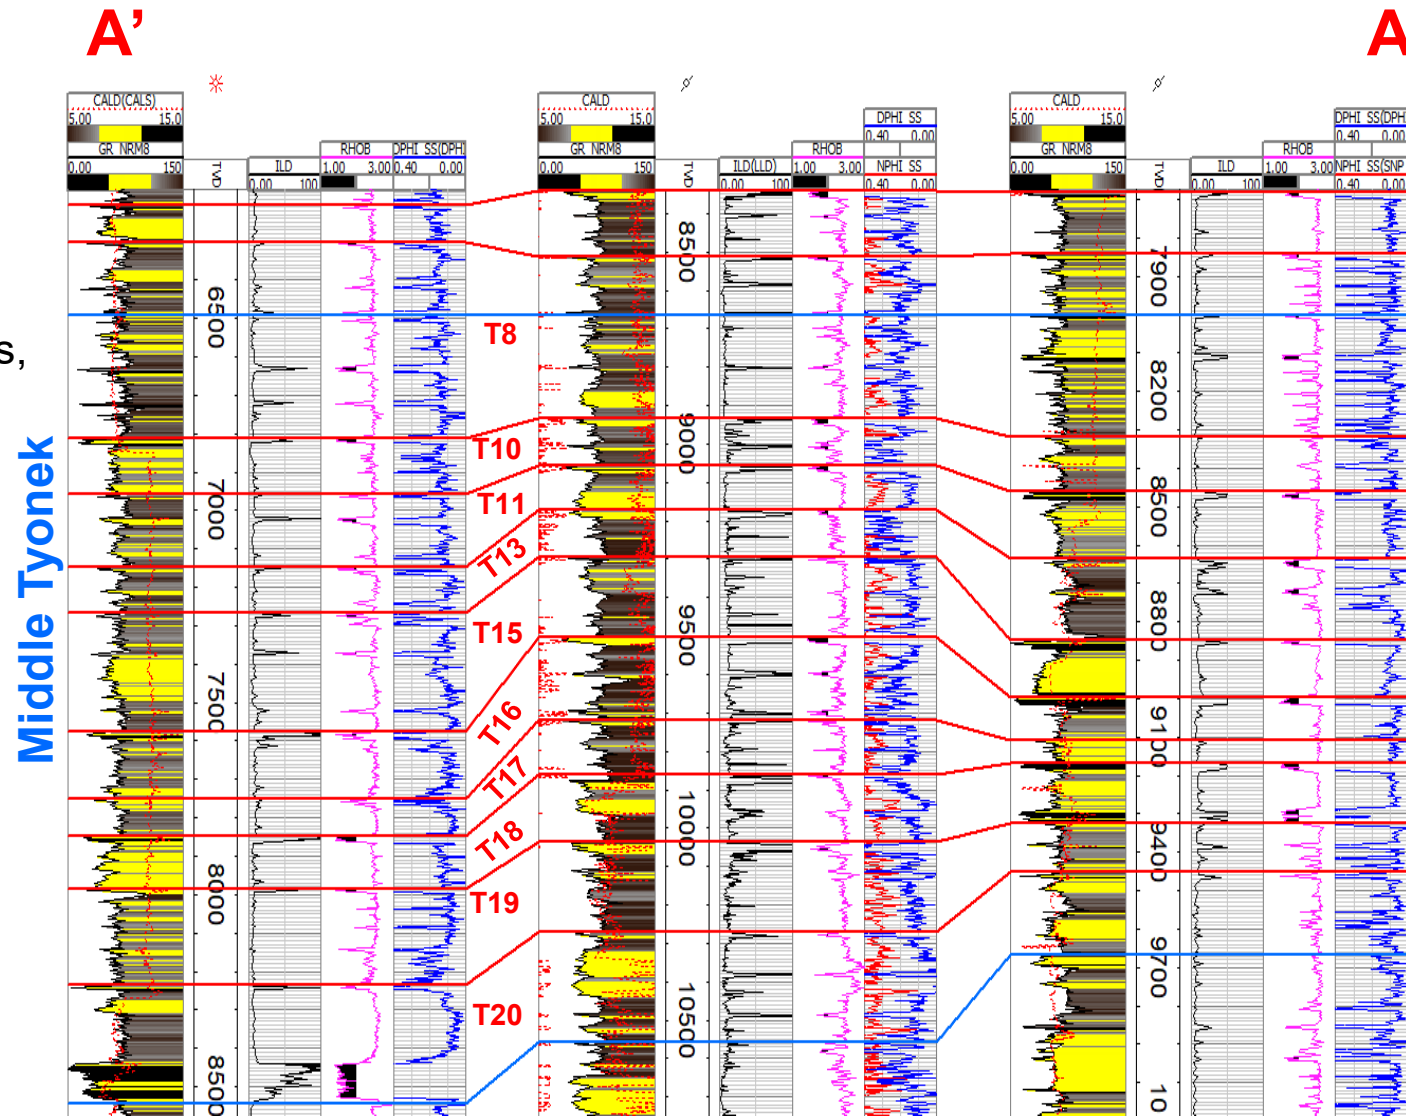 A’
A
CALD(CALS)
5.00 15.0
GR NRM8
0.00 150
TVD
ILD
0.00 100
RHOB
1.00 3.00
DPHI SS(DPHI
0.40 0.00
CALD
5.00 15.0
GR NRM8
0.00 150
TVD
ILD(LLD)
0.00 100
RHOB
1.00 3.00
DPHI SS
0.40 0.00
NPHI SS
0.40 0.00
CALD
5.00 15.0
GR NRM8
0.00 150
TVD
ILD
0.00 100
RHOB
1.00 3.00
DPHI SS(DPHI
0.40 0.00
NPHI SS(SNP
0.40 0.00
s,
Middle Tyonek
6500
7000
7500
8000
8500
T8
T10
T11
T13
T15
T16
T17
T18
T19
T20
8500
9000
9500
10000
10500
7900
8200
8500
8800
9100
9400
9700
10